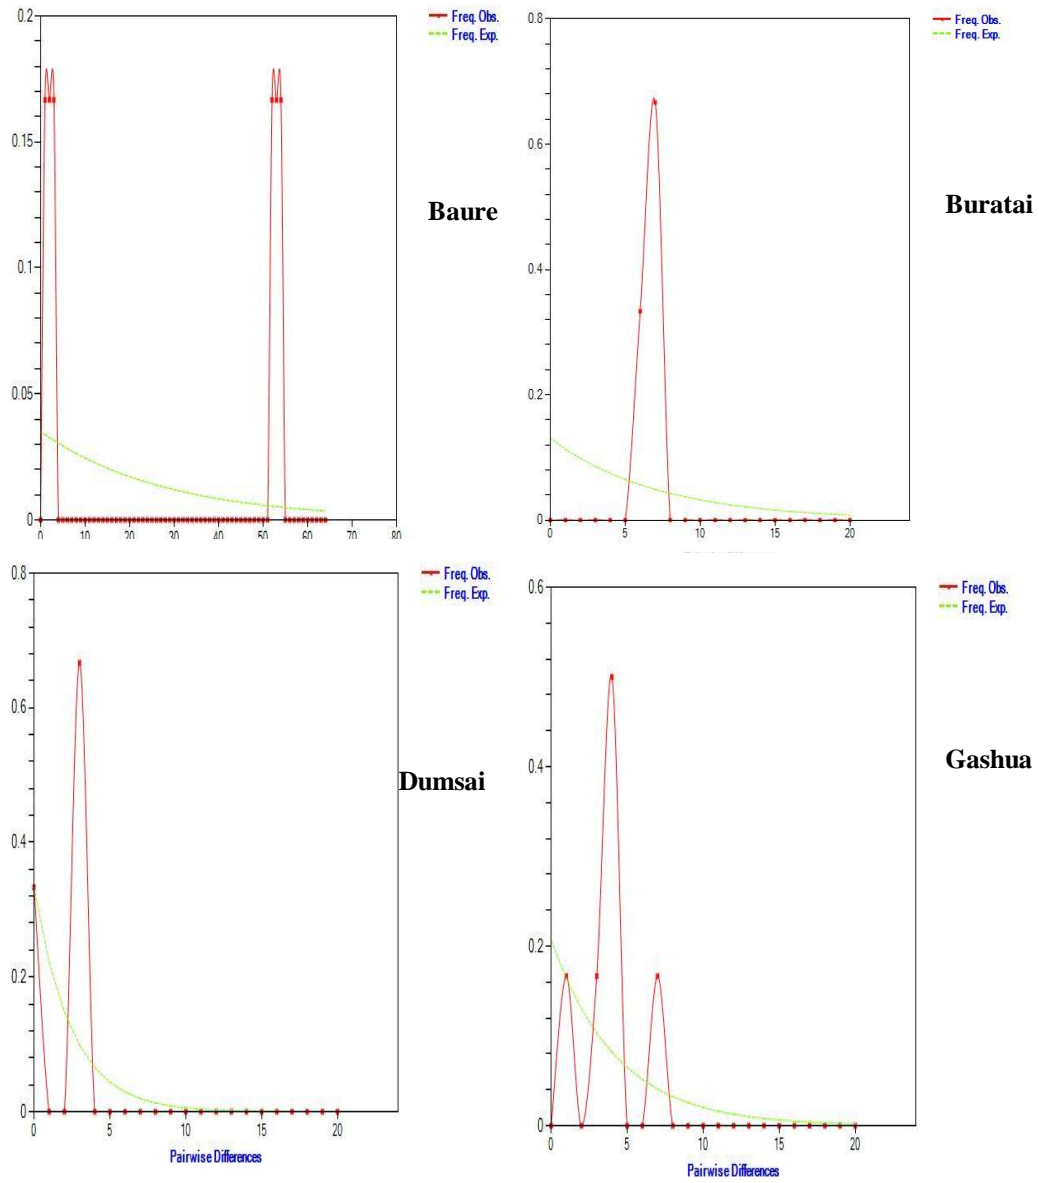 0.2
0.15
0.1
0.05
0
0 10 20 30 40 50 60 70 80
Freq. Obs.
Freq. Exp.
Baure
0.8
0.6
0.4
0.2
0
0 5 10 15 20
Freq. Obs.
Freq. Exp.
Buratai
0.8
0.6
0.4
0.2
0
0 5 10 15 20
Pairwise Differences
Freq. Obs.
Freq. Exp.
Dumsai
0.6
0.4
0.2
0
0 5 10 15 20
Pairwise Differences
Freq. Obs.
Freq. Exp.
Gashua